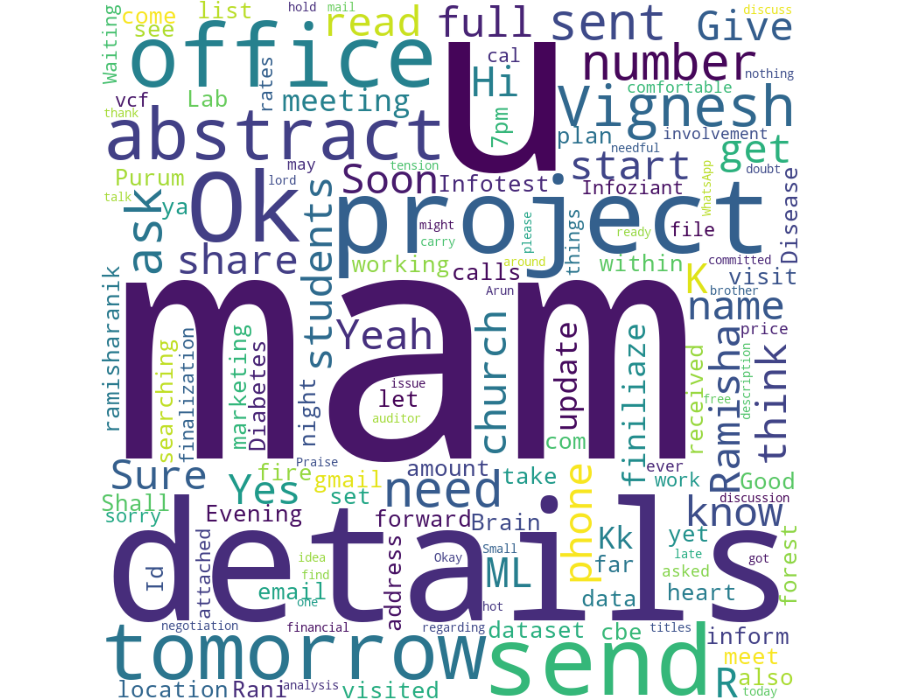 Waiting
come
see
list
read
full
sent
Give
discuss
hold
mail
office
u
cal
Hi
7pm
number
nothing
comfortable
vcf
thank
Lab
rates
meeting
Vignesh
abstract
plan
involvement
needful
get
start
doubt
may
lord
tension
Purum
talk
ya
ask
Ok
Soon
Infotest
Infoziant
WhatsApp
Disease
students
project
might
carry
please
things
ready
file
share
working
calls
around
within
K
committed
visit
Arun
brother
name
ramisharanik
mam
searching
finalization
marketing
Diabetes
night
Yeah
issue
let
auditor
church
update
finiliaze
received
Ramisha
price
description
free
think
com
Praise
Sure
fire
gmail
amount
take
ever
work
Good
Yes
set
need
phone
discussion
Shall
sorry
Evening
forward
Brain
know
Id
attached
details
idea
find
one
email
address
Okay
Small
ML
hot
Kk
far
data
yet
late
asked
heart
got
forest
negotiation
financial
regarding
dataset
cbe
titles
inform
tomorrow
send
meet
R
also
location
Rani
analysis
visited
today